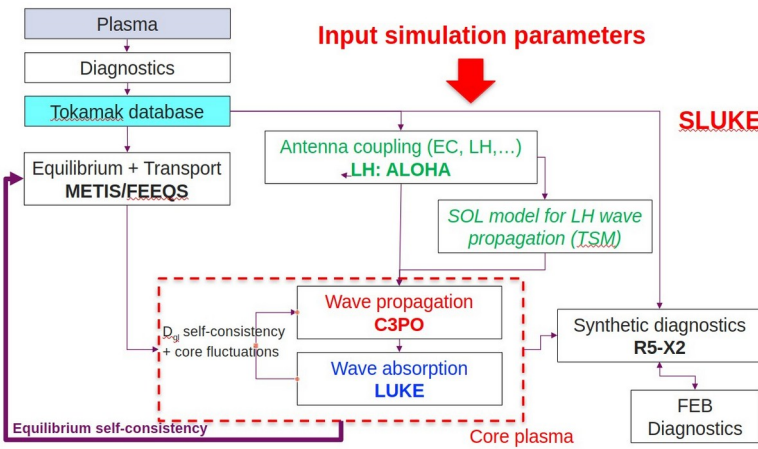 Plasma
Input simulation parameters
Diagnostics
Tokamak database
SLUKE
Antenna coupling (EC, LH,...)
LH: ALOHA
Equilibrium + Transport
METIS/FEEQS
SOL model for LH wave
propagation (TSM)
Wave propagation
C3PO
D self-consistency
+ core fluctuations
Wave absorption
LUKE
Synthetic diagnostics
R5-X2
FEB
Diagnostics
Equilibrium self-consistency
Core plasma